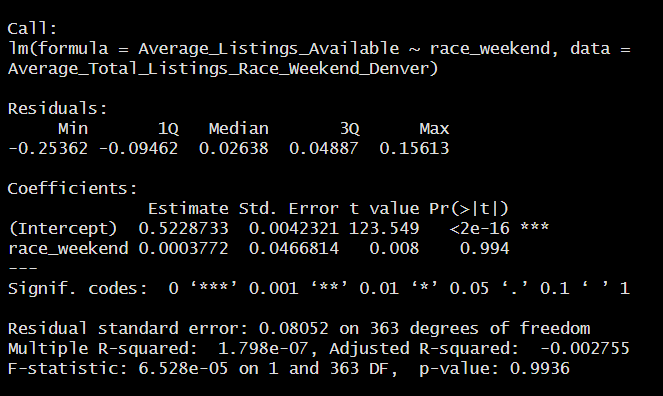 Call:
lm(formula = Average_Listings_Available ~ race_weekend, data =
Average_Total_Listings_Race_Weekend_Denver)
Residuals:
Min 1Q Median 3Q Max
-0.25362 -0.09462 0.02638 0.04887 0.15613
Coefficients:
Estimate Std. Error t value Pr(>|t|)
(Intercept) 0.5228733 0.0042321 123.549 <2e-16 ***
race_weekend 0.0003772 0.0466814 0.008 0.994
---
Signif. codes: 0 ‘***’ 0.001 ‘**’ 0.01 ‘*’ 0.05 ‘.’ 0.1 ‘ ’ 1
Residual standard error: 0.08052 on 363 degrees of freedom
Multiple R-squared: 1.798e-07, Adjusted R-squared: -0.002755
F-statistic: 6.528e-05 on 1 and 363 DF, p-value: 0.9936